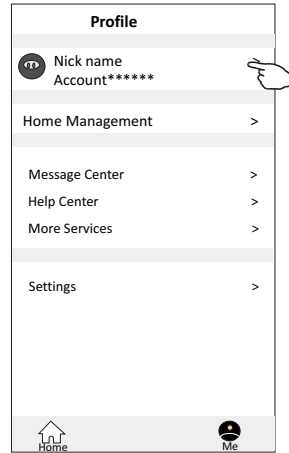 Profile
Nick name
Account******
Home Management >
Message Center >
Help Center >
More Services >
Settings >
Home Me